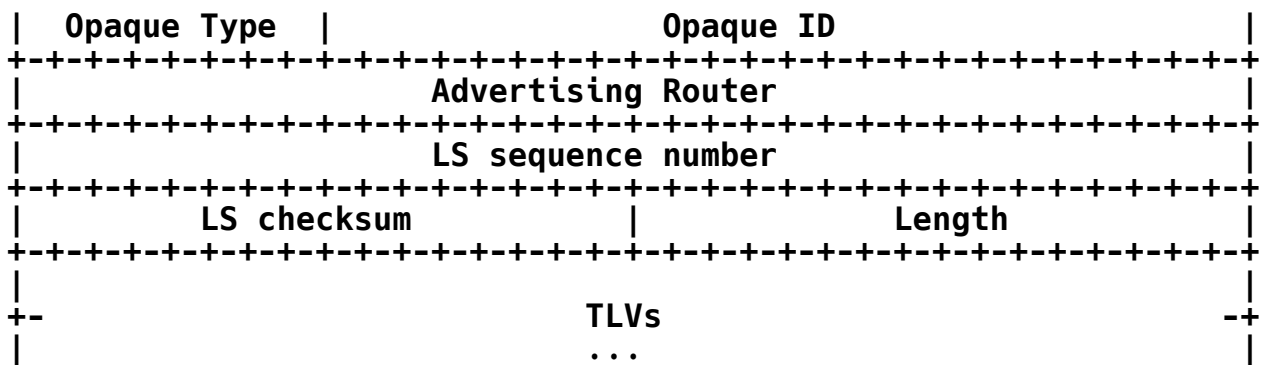 |  Opaque Type  |                 Opaque ID                     |
+-+-+-+-+-+-+-+-+-+-+-+-+-+-+-+-+-+-+-+-+-+-+-+-+-+-+-+-+-+-+-+-+
|                     Advertising Router                        |
+-+-+-+-+-+-+-+-+-+-+-+-+-+-+-+-+-+-+-+-+-+-+-+-+-+-+-+-+-+-+-+-+
|                     LS sequence number                        |
+-+-+-+-+-+-+-+-+-+-+-+-+-+-+-+-+-+-+-+-+-+-+-+-+-+-+-+-+-+-+-+-+
|         LS checksum           |             Length            |
+-+-+-+-+-+-+-+-+-+-+-+-+-+-+-+-+-+-+-+-+-+-+-+-+-+-+-+-+-+-+-+-+
|                                                               |
+-                            TLVs                             -+
|                             ...                               |